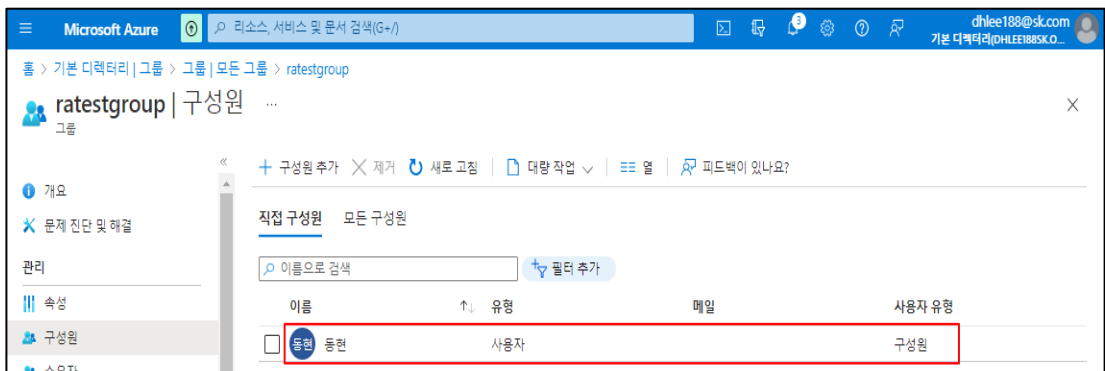 Microsoft Azure 리소스, 서비스 및 문서 검색(G+/) 3 dhlee188@sk.com
기본 디렉터리(DHLEE188SK.O...
홈 > 기본 디렉터리 | 그룹 > 그룹 | 모든 그룹 > ratestgroup
ratestgroup | 구성원 ...
그룹
구성원 추가 제거 새로 고침 대량 작업 열 피드백이 있나요?
개요
문제 진단 및 해결
직접 구성원 모든 구성원
관리
이름으로 검색 필터 추가
속성
이름 유형 메일 사용자 유형
구성원
동현 동현 사용자 구성원